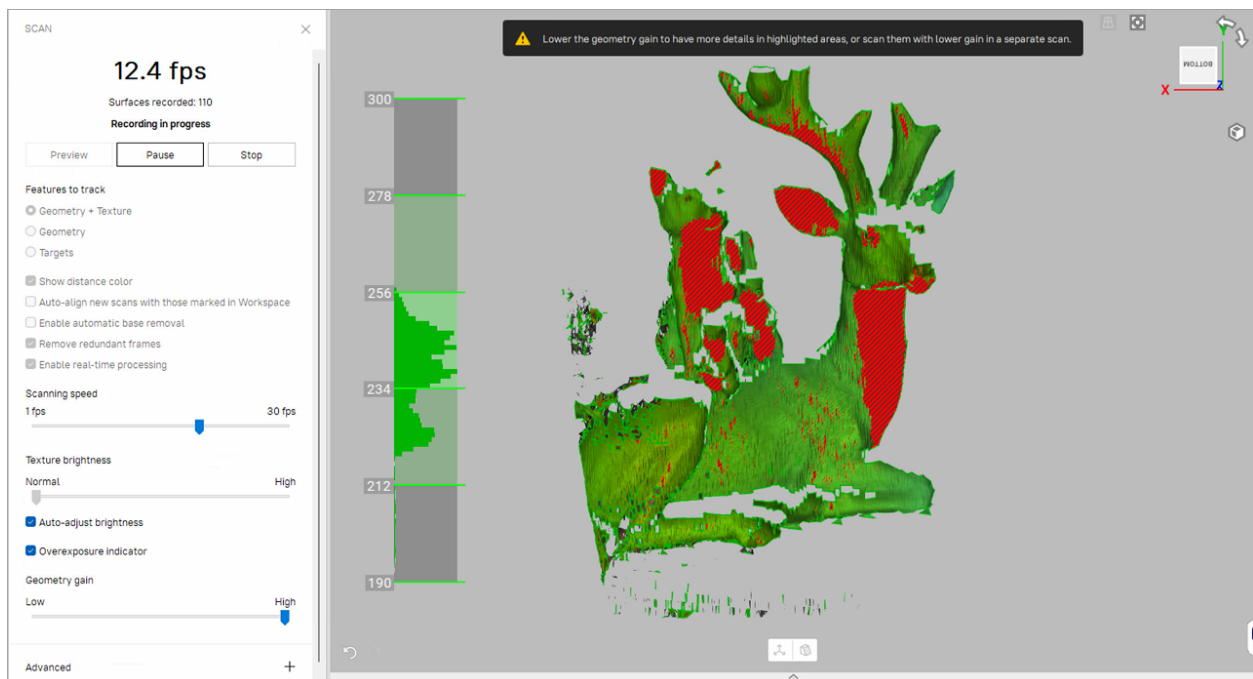 SCAN
12.4 fps
Surfaces recorded: 110
Recording in progress
Preview Pause Stop
Features to track
Geometry + Texture
Geometry
Targets
Show distance color
Auto-align new scans with those marked in Workspace
Enable automatic base removal
Remove redundant frames
Enable real-time processing
Scanning speed
1 fps 30 fps
Texture brightness
Normal High
Auto-adjust brightness
Overexposure indicator
Geometry gain
Low High
Advanced
Lower the geometry gain to have more details in highlighted areas, or scan them with lower gain in a separate scan.
300
278
256
234
212
190
Y
BOTTOM
X Z